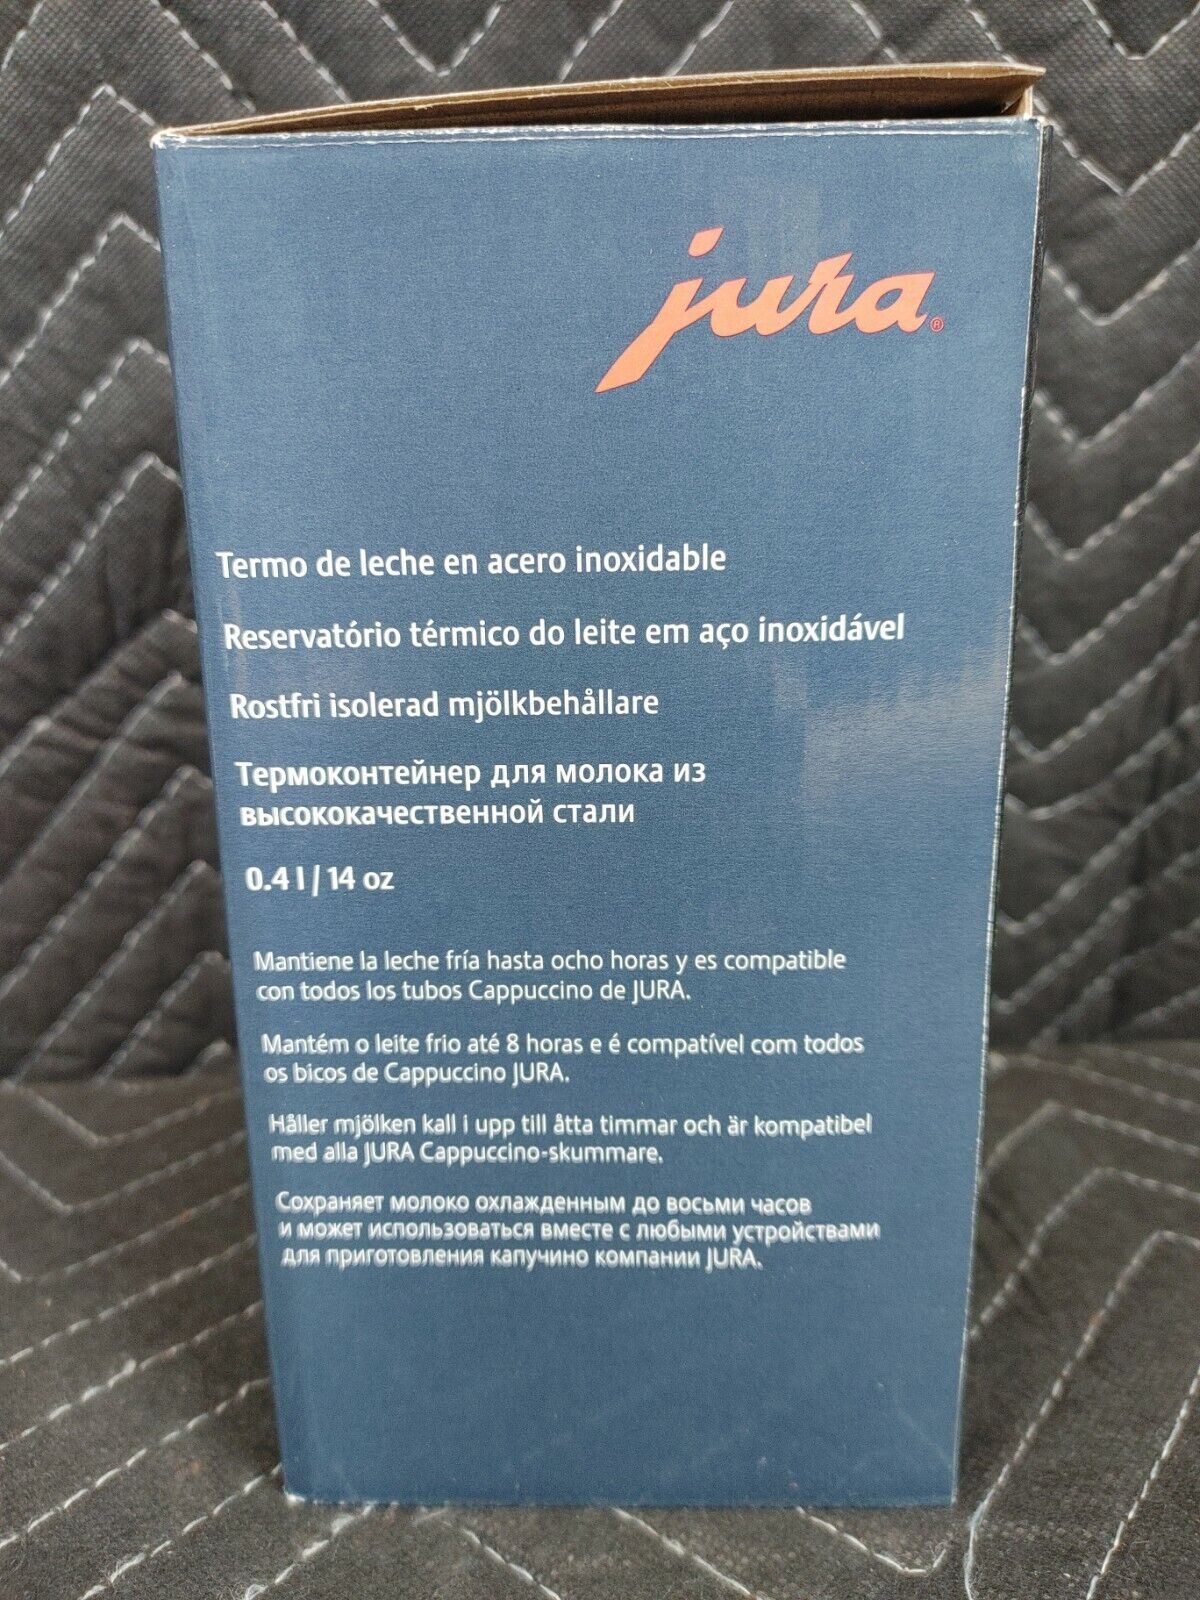 jura®
Termo de leche en acero inoxidable
Reservatório térmico do leite em aço inoxidável
Rostfri isolerad mjölkbehållare
Термоконтейнер для молока из
высококачественной стали
0.4 l / 14 oz
Mantiene la leche fría hasta ocho horas y es compatible
con todos los tubos Cappuccino de JURA.
Mantém o leite frio até 8 horas e é compatível com todos
os bicos de Cappuccino JURA.
Håller mjölken kall i upp till åtta timmar och är kompatibel
med alla JURA Cappuccino-skummare.
Сохраняет молоко охлажденным до восьми часов
и может использоваться вместе с любыми устройствами
для приготовления капучино компании JURA.